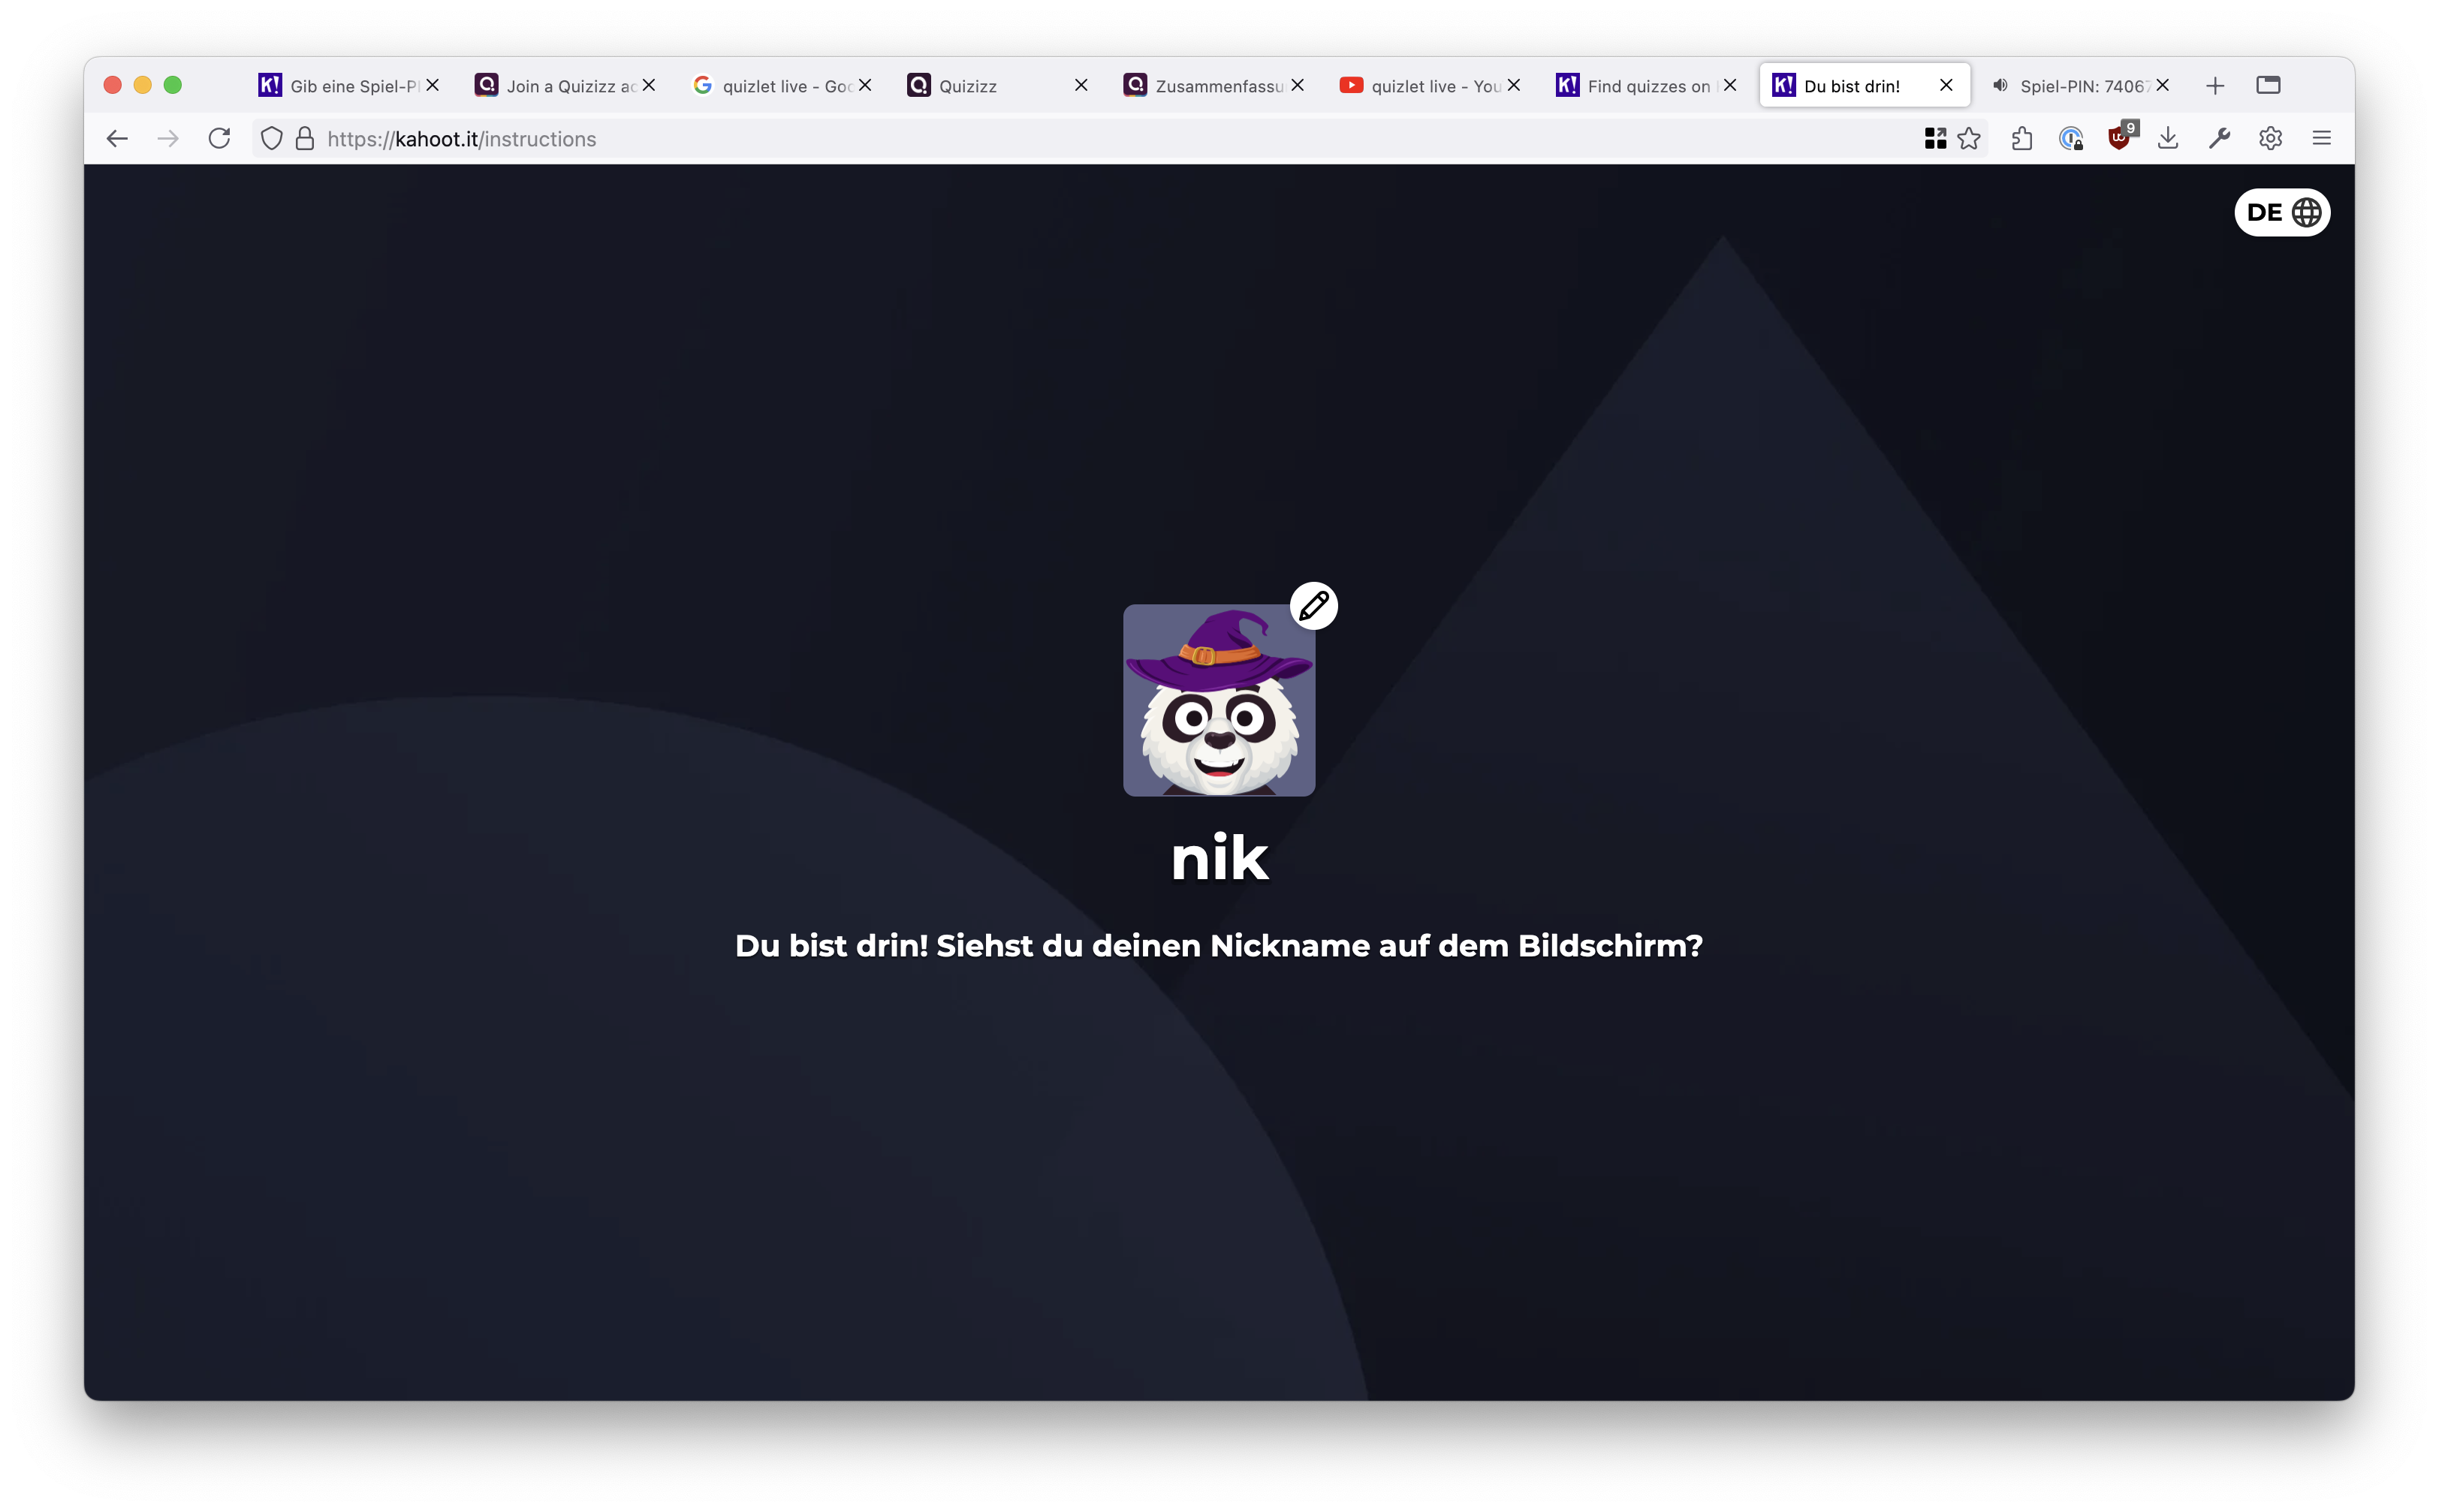 Gib eine Spiel-P
Join a Quizizz ac
quizlet live - Goo
Quizizz
Zusammenfassu
quizlet live - You
Find quizzes on
Du bist drin!
Spiel-PIN: 7406
https://kahoot.it/instructions
9
DE
nik
Du bist drin! Siehst du deinen Nickname auf dem Bildschirm?